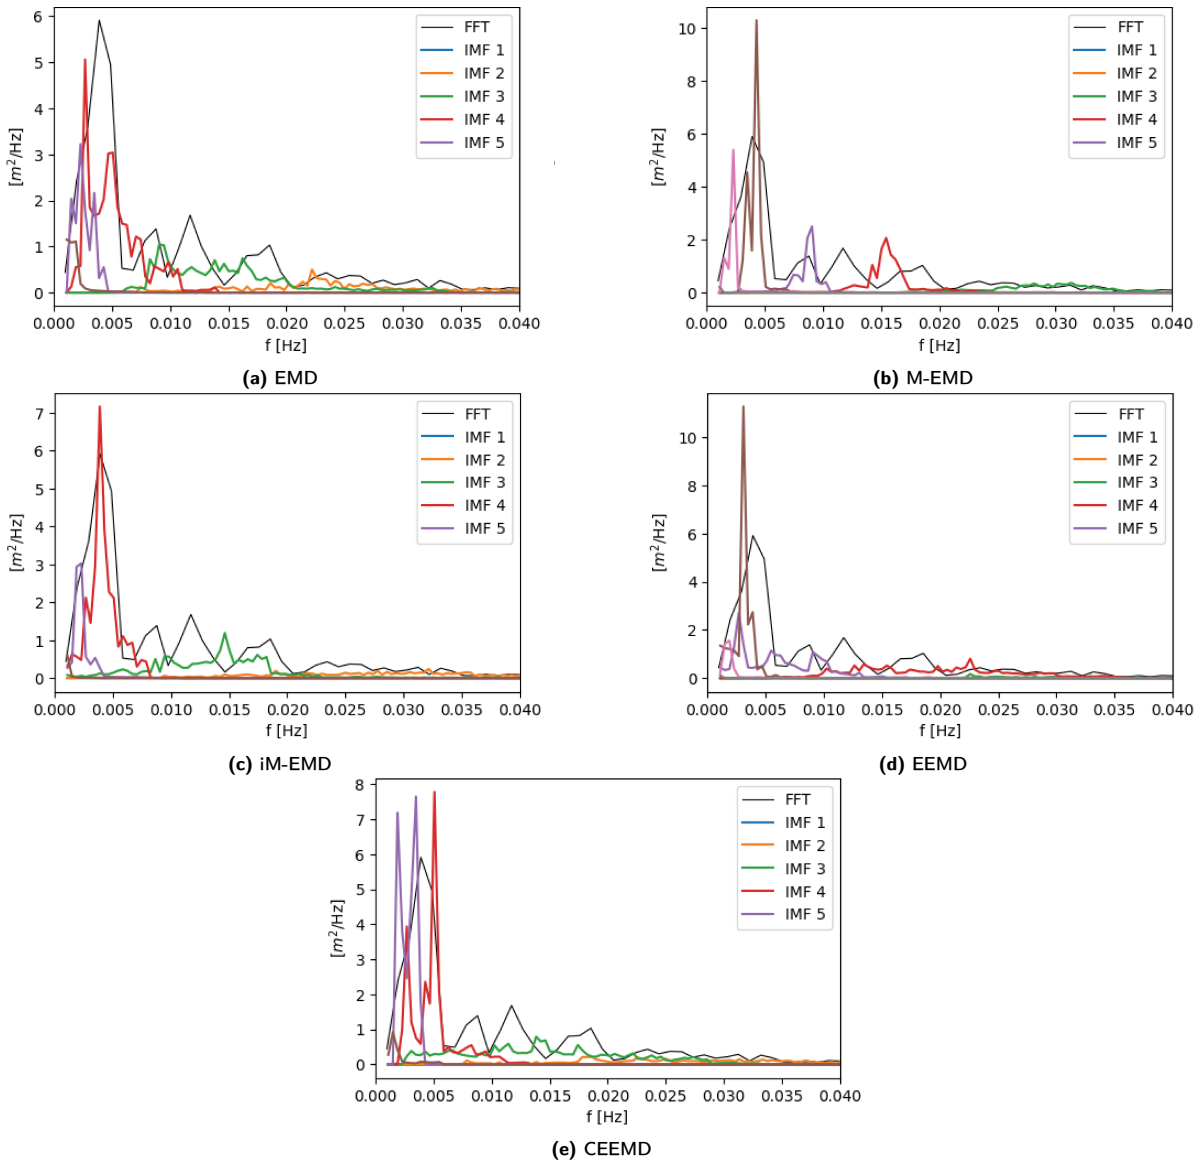 6
5
4
3
2
1
0
[m²/Hz]
FFT
IMF 1
IMF 2
IMF 3
IMF 4
IMF 5
0.000 0.005 0.010 0.015 0.020 0.025 0.030 0.035 0.040
f [Hz]
(a) EMD
10
8
6
4
2
0
[m²/Hz]
FFT
IMF 1
IMF 2
IMF 3
IMF 4
IMF 5
0.000 0.005 0.010 0.015 0.020 0.025 0.030 0.035 0.040
f [Hz]
(b) M-EMD
7
6
5
4
3
2
1
0
[m²/Hz]
FFT
IMF 1
IMF 2
IMF 3
IMF 4
IMF 5
0.000 0.005 0.010 0.015 0.020 0.025 0.030 0.035 0.040
f [Hz]
(c) iM-EMD
10
8
6
4
2
0
[m²/Hz]
FFT
IMF 1
IMF 2
IMF 3
IMF 4
IMF 5
0.000 0.005 0.010 0.015 0.020 0.025 0.030 0.035 0.040
f [Hz]
(d) EEMD
8
7
6
5
4
3
2
1
0
[m²/Hz]
FFT
IMF 1
IMF 2
IMF 3
IMF 4
IMF 5
0.000 0.005 0.010 0.015 0.020 0.025 0.030 0.035 0.040
f [Hz]
(e) CEEMD